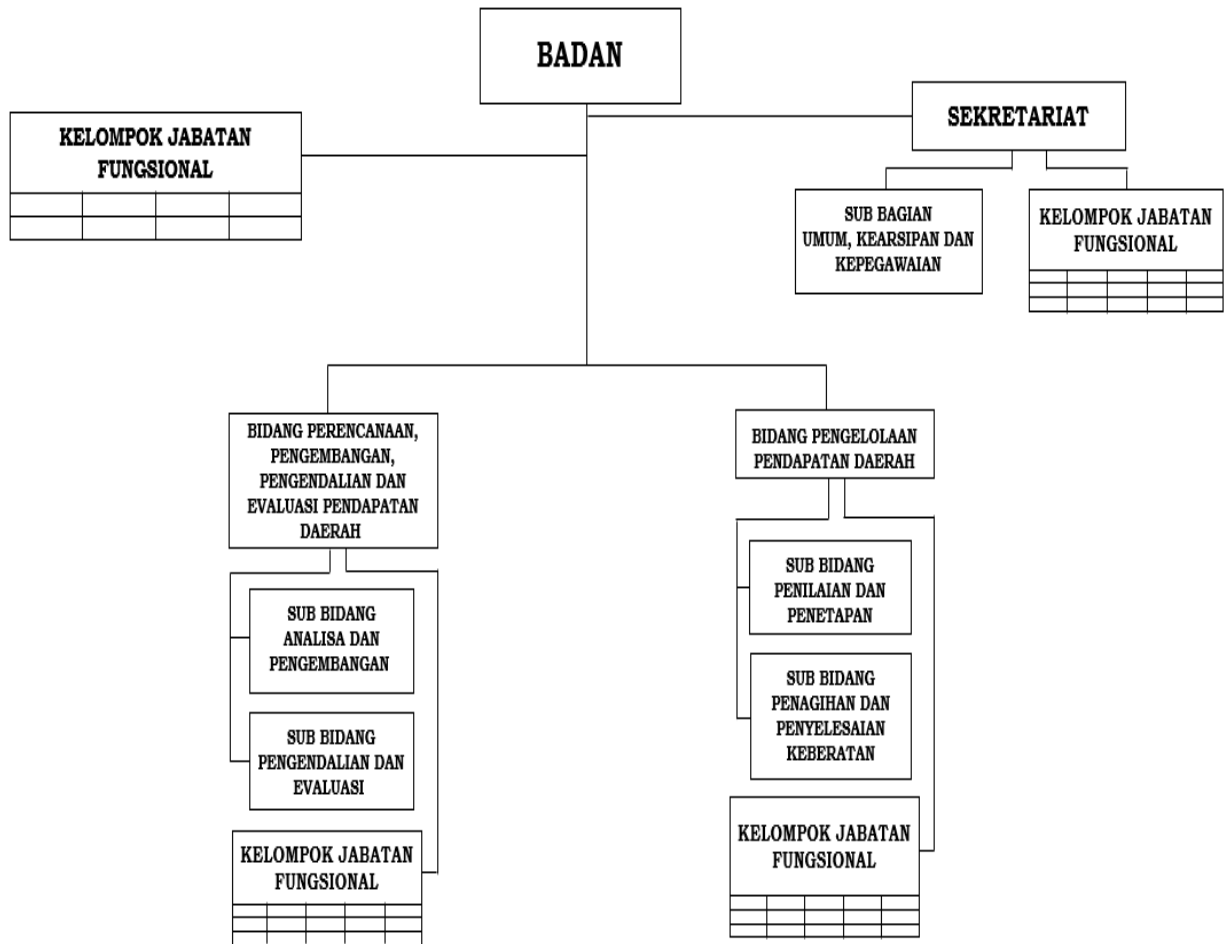 BADAN
SEKRETARIAT
KELOMPOK JABATAN
FUNGSIONAL
SUB BAGIAN
UMUM, KEARSIPAN DAN
KEPEGAWAIAN
KELOMPOK JABATAN
FUNGSIONAL
BIDANG PERENCANAAN,
PENGEMBANGAN,
PENGENDALIAN DAN
EVALUASI PENDAPATAN
DAERAH
BIDANG PENGELOLAAN
PENDAPATAN DAERAH
SUB BIDANG
ANALISA DAN
PENGEMBANGAN
SUB BIDANG
PENGENDALIAN DAN
EVALUASI
KELOMPOK JABATAN
FUNGSIONAL
SUB BIDANG
PENILAIAN DAN
PENETAPAN
SUB BIDANG
PENAGIHAN DAN
PENYELESAIAN
KEBERATAN
KELOMPOK JABATAN
FUNGSIONAL